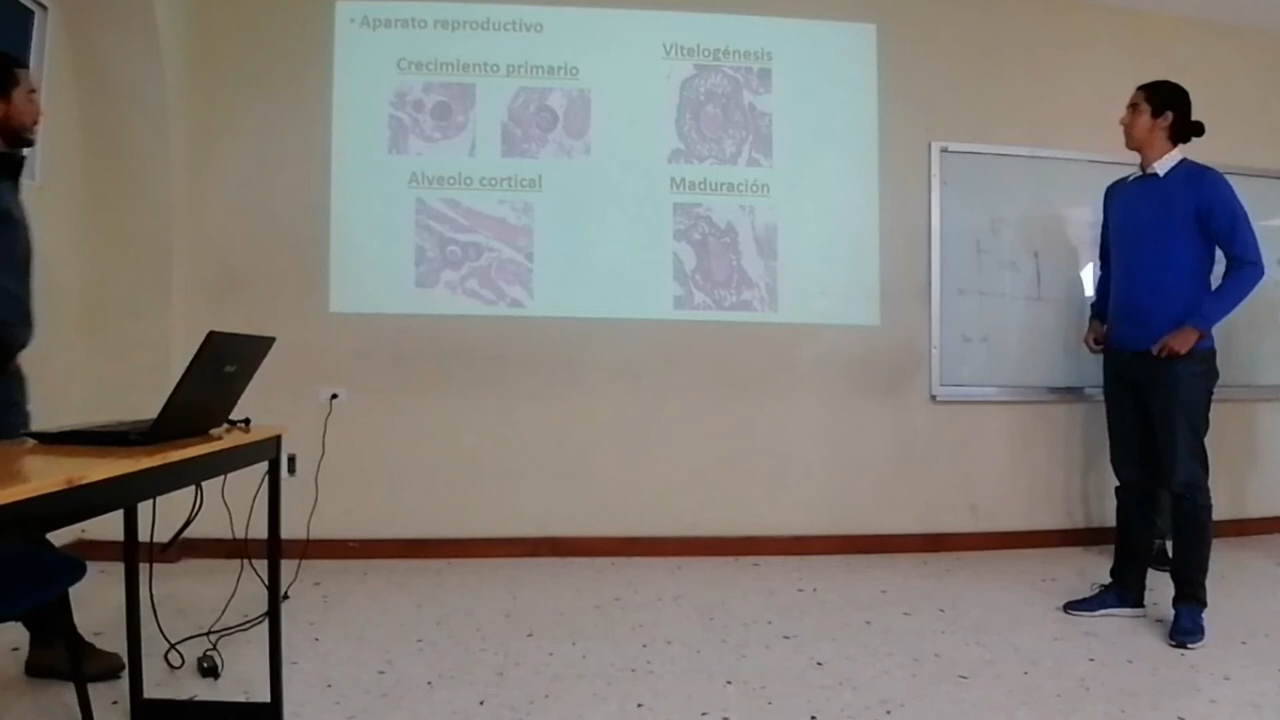 • Aparato reproductivo
Crecimiento primario
Vitelogénesis
Alveolo cortical
Maduración